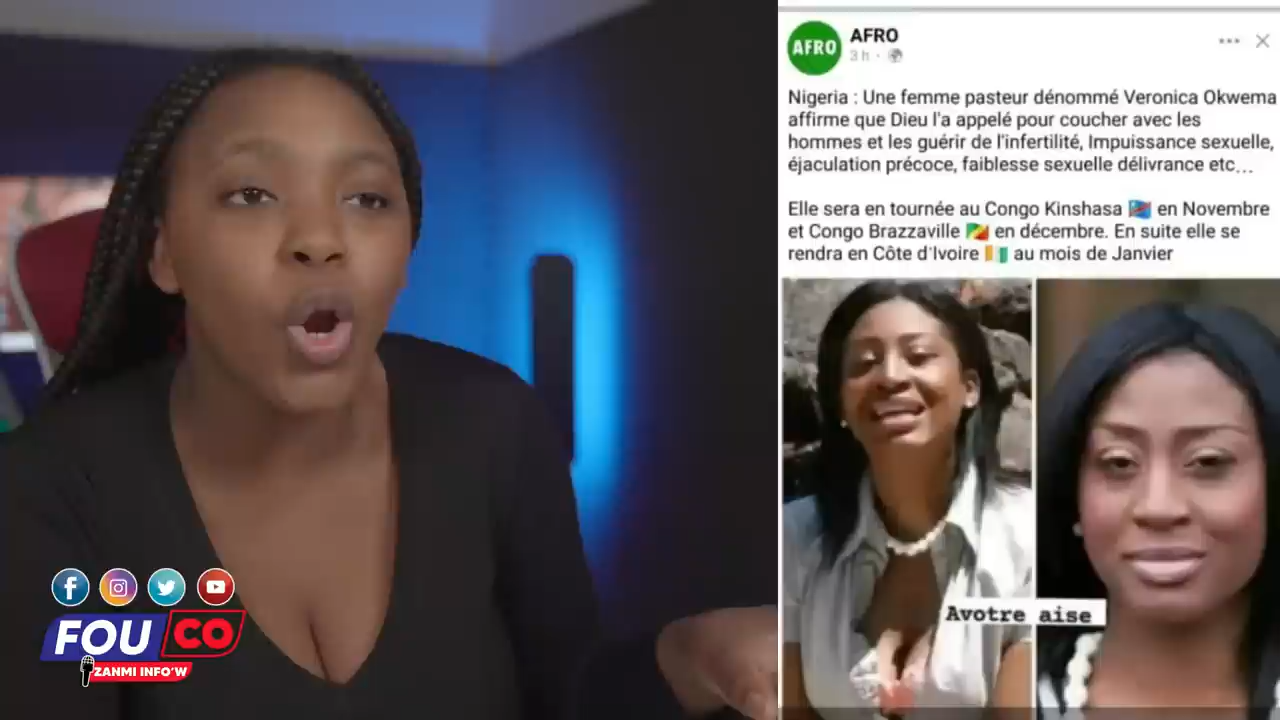 AFRO
AFRO
3 h
Nigeria : Une femme pasteur dénommé Veronica Okwema
affirme que Dieu l'a appelé pour coucher avec les
hommes et les guérir de l'infertilité, Impuissance sexuelle,
éjaculation précoce, faiblesse sexuelle délivrance etc...
Elle sera en tournée au Congo Kinshasa 🇨🇩 en Novembre
et Congo Brazzaville 🇨🇬 en décembre. En suite elle se
rendra en Côte d'Ivoire 🇨🇮 au mois de Janvier
Avotre aise
FOU CO
ZANMI INFO'W